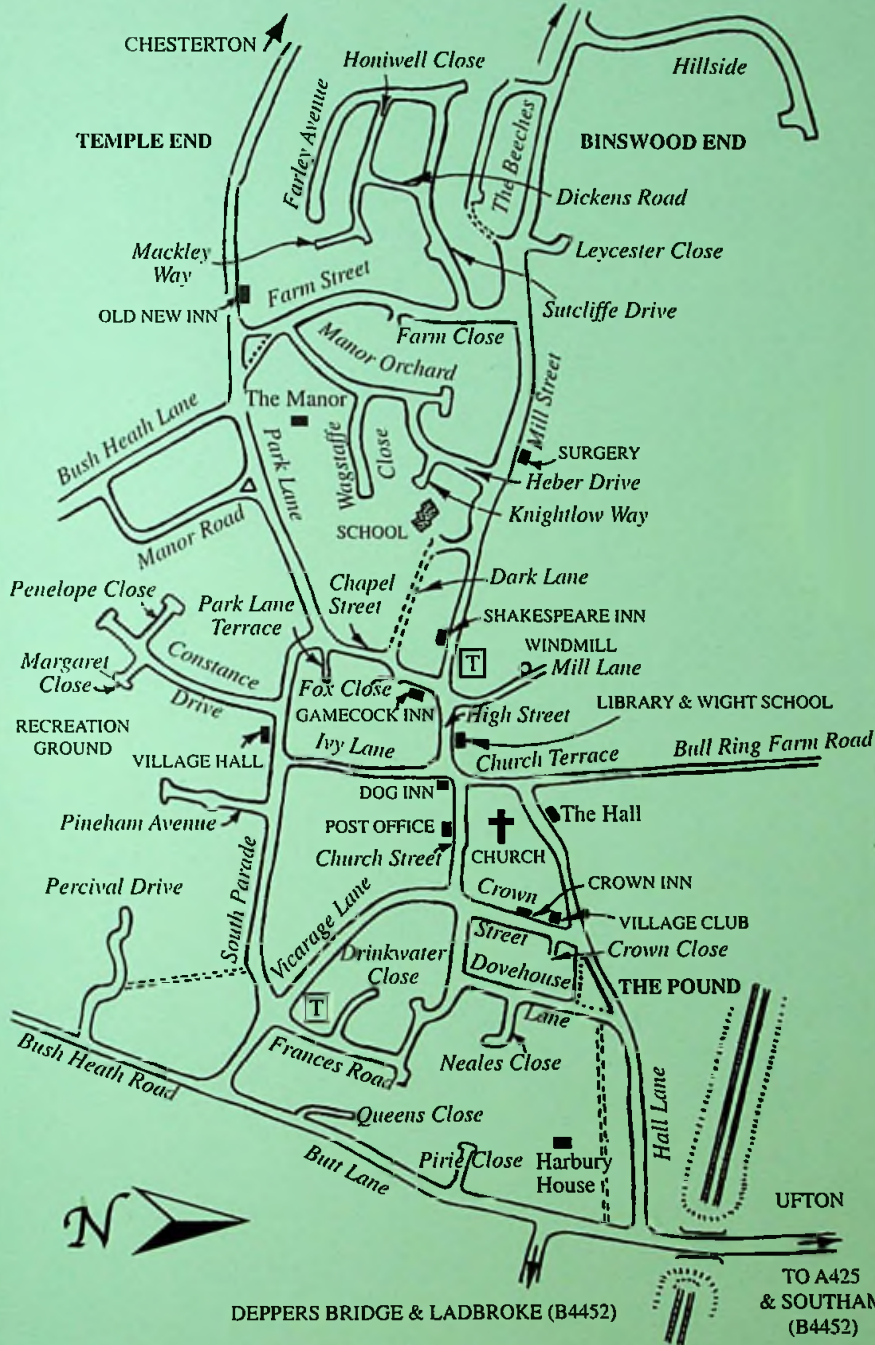 CHESTERTON
Honiwell Close
Hillside
Farley Avenue
TEMPLE END
The Beeches
BINSWOOD END
Dickens Road
Mackley
Way
Leycester Close
Farm Street
OLD NEW INN
Sutcliffe Drive
Farm Close
Manor Orchard
Mill Street
The Manor
Bush Heath Lane
Park Lane
Wagstaffe
Close
SURGERY
Heber Drive
Knightlow Way
SCHOOL
Manor Road
Chapel
Street
Dark Lane
Penelope Close
Park Lane
Terrace
SHAKESPEARE INN
T
WINDMILL
Mill Lane
Margaret
Close
Constance
Drive
Fox Close
GAMECOCK INN
High Street
LIBRARY & WIGHT SCHOOL
RECREATION
GROUND
VILLAGE HALL
Ivy Lane
Church Terrace
Bull Ring Farm Road
DOG INN
The Hall
Pineham Avenue
POST OFFICE
Church Street
CHURCH
Percival Drive
South Parade
Vicarage Lane
Crown
Street
CROWN INN
VILLAGE CLUB
Crown Close
Drinkwater
Close
Dovehouse
Lane
THE POUND
T
Frances Road
Neales Close
Bush Heath Road
Queens Close
Hall Lane
Butt Lane
Pirie Close
Harbury
House
N
UFTON
DEPPERS BRIDGE & LADBROKE (B4452)
TO A425
& SOUTHAM
(B4452)